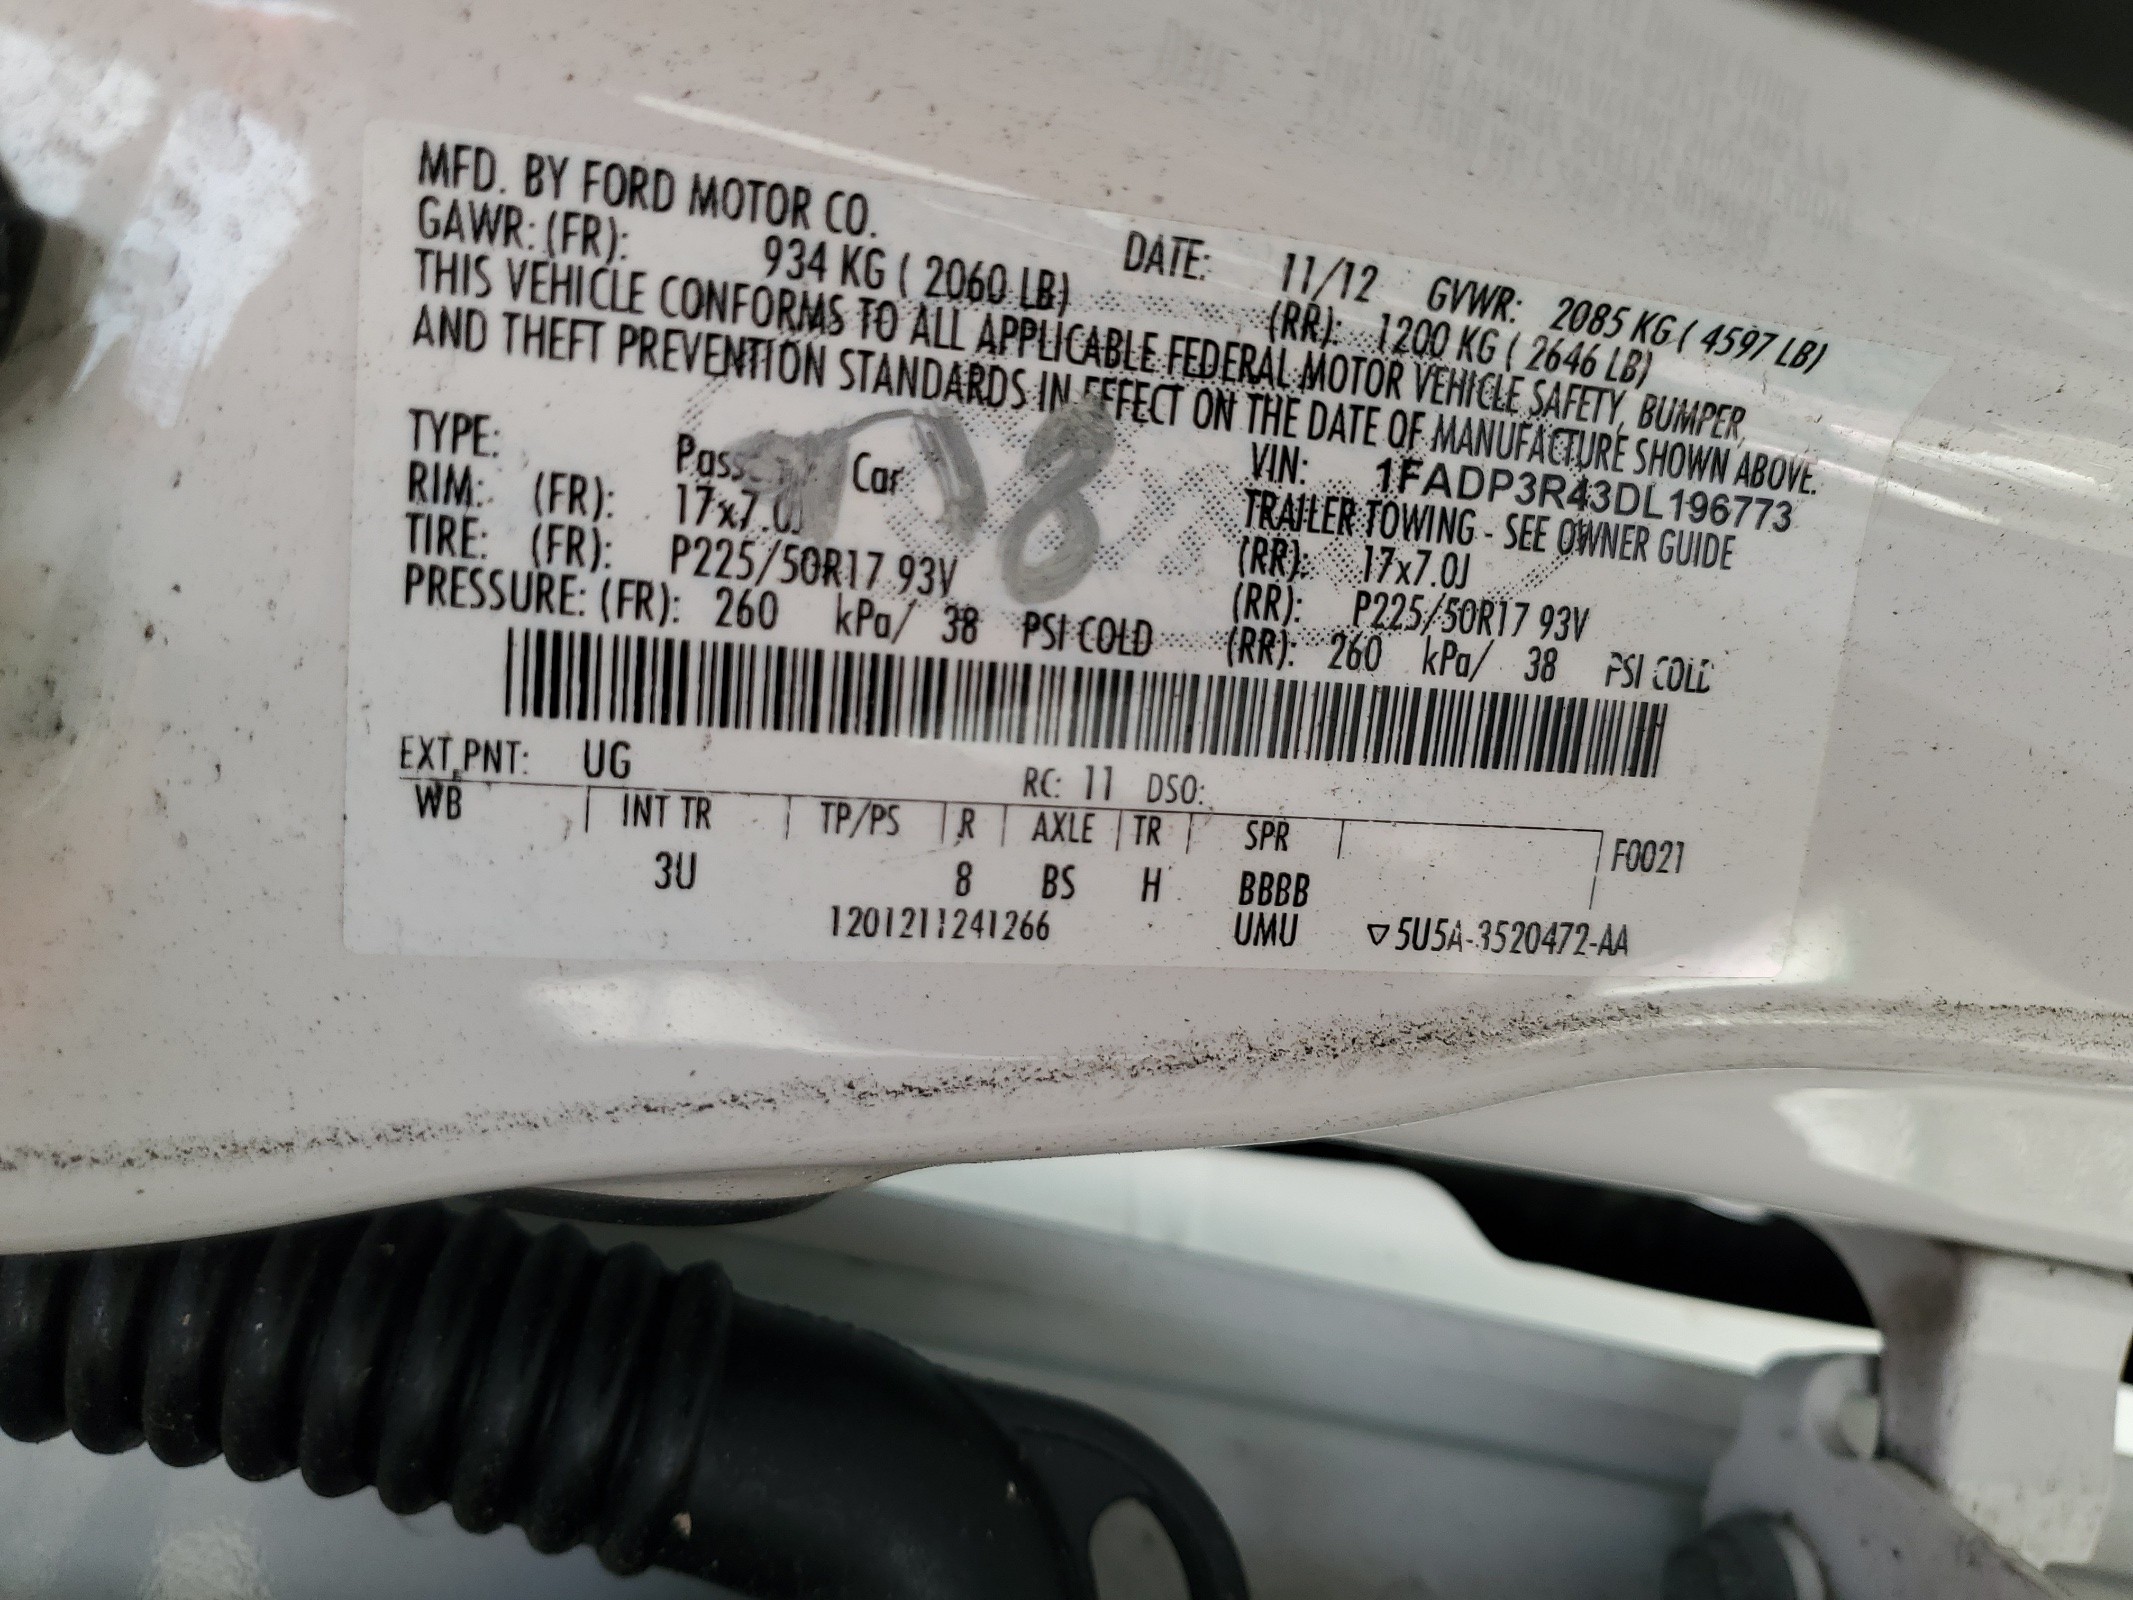 MFD. BY FORD MOTOR CO. DATE: 11/12 GVWR: 2085 KG ( 4597 LB)
GAWR: (FR): 934 KG ( 2060 LB) (RR): 1200 KG ( 2646 LB)
THIS VEHICLE CONFORMS TO ALL APPLICABLE FEDERAL MOTOR VEHICLE SAFETY, BUMPER,
AND THEFT PREVENTION STANDARDS IN EFFECT ON THE DATE OF MANUFACTURE SHOWN ABOVE.
VIN: 1FADP3R43DL196773
TYPE: Car TRAILER TOWING - SEE OWNER GUIDE
RIM: (FR): 17x7.0J (RR): 17x7.0J
TIRE: (FR): P225/50R17 93V (RR): P225/50R17 93V
PRESSURE: (FR): 260 kPa/ 38 PSI COLD (RR): 260 kPa/ 38 PSI COLD
EXT PNT: UG RC: 11 DSO:
WB INT TR TP/PS R AXLE TR SPR F0021
3U 8 BS H BBBB
1201211241266 UMU ▽5U5A-3520472-AA